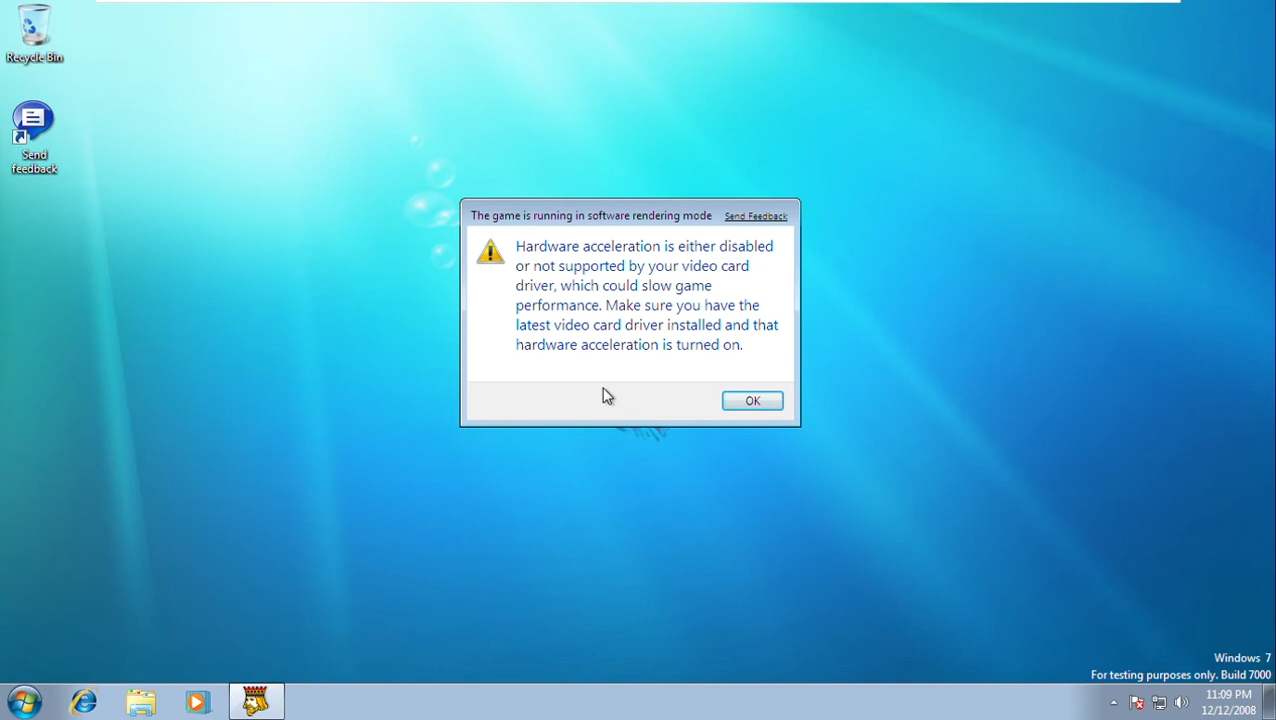 Recycle Bin
Send
feedback
The game is running in software rendering mode Send Feedback
Hardware acceleration is either disabled
or not supported by your video card
driver, which could slow game
performance. Make sure you have the
latest video card driver installed and that
hardware acceleration is turned on.
OK
Windows 7
For testing purposes only. Build 7000
11:09 PM
12/12/2008